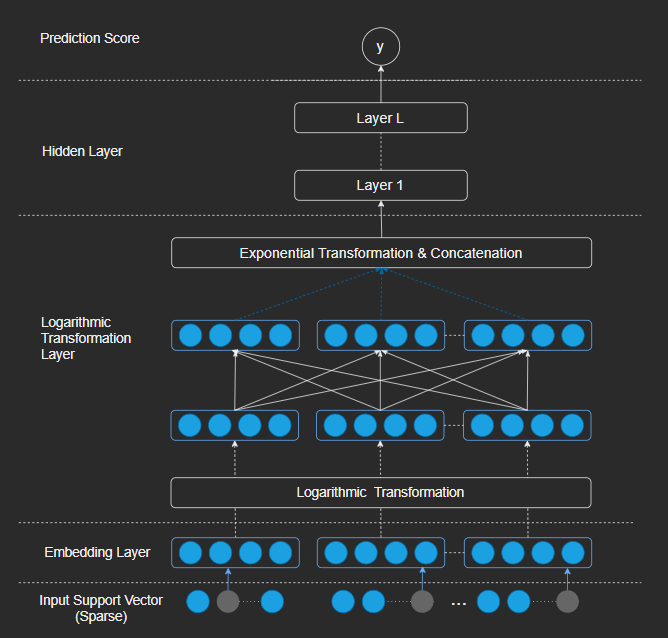 Prediction Score
y
Layer L
Hidden Layer
Layer 1
Exponential Transformation & Concatenation
Logarithmic
Transformation
Layer
Logarithmic Transformation
Embedding Layer
Input Support Vector
(Sparse)
...